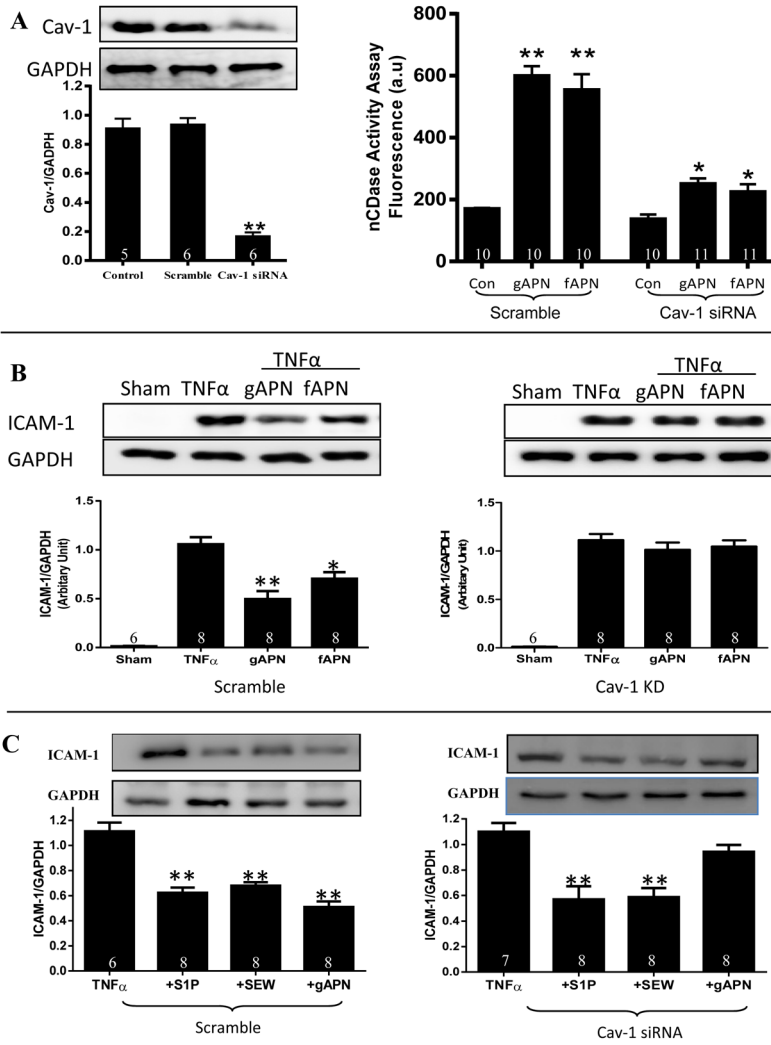 A
Cav-1
GAPDH
Cav-1/GADPH
1.2
1.0
0.8
0.6
0.4
0.2
0.0
**
5 6 6
Control Scramble Cav-1 siRNA
nCDase Activity Assay
Fluorescence (a.u)
800
600
400
200
0
** ** * *
10 10 10 10 11 11
Con gAPN fAPN Con gAPN fAPN
Scramble Cav-1 siRNA
B
TNFα
Sham TNFα gAPN fAPN
ICAM-1
GAPDH
ICAM-1/GAPDH
(Arbitary Unit)
1.5
1.0
0.5
0.0
** *
6 8 8 8
Sham TNFα gAPN fAPN
Scramble
TNFα
Sham TNFα gAPN fAPN
ICAM-1/GAPDH
(Arbitary Unit)
1.5
1.0
0.5
0.0
6 8 8 8
Sham TNFα gAPN fAPN
Cav-1 KD
C
ICAM-1
GAPDH
ICAM-1/GAPDH
1.4
1.2
1.0
0.8
0.6
0.4
0.2
0.0
** ** **
6 8 8 8
TNFα +S1P +SEW +gAPN
Scramble
ICAM-1
GAPDH
ICAM-1/GAPDH
1.4
1.2
1.0
0.8
0.6
0.4
0.2
0.0
** **
7 8 8 8
TNFα +S1P +SEW +gAPN
Cav-1 siRNA